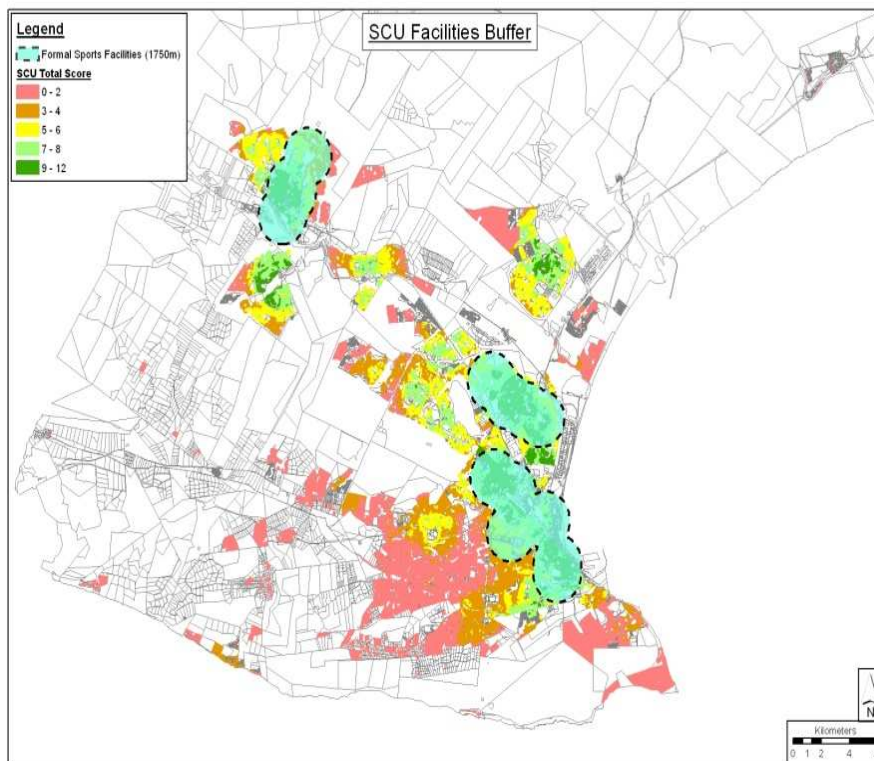 SCU Facilities Buffer
Legend
Formal Sports Facilities (1750m)
SCU Total Score
0 - 2
3 - 4
5 - 6
7 - 8
9 - 12
N
Kilometers
0 1 2 4